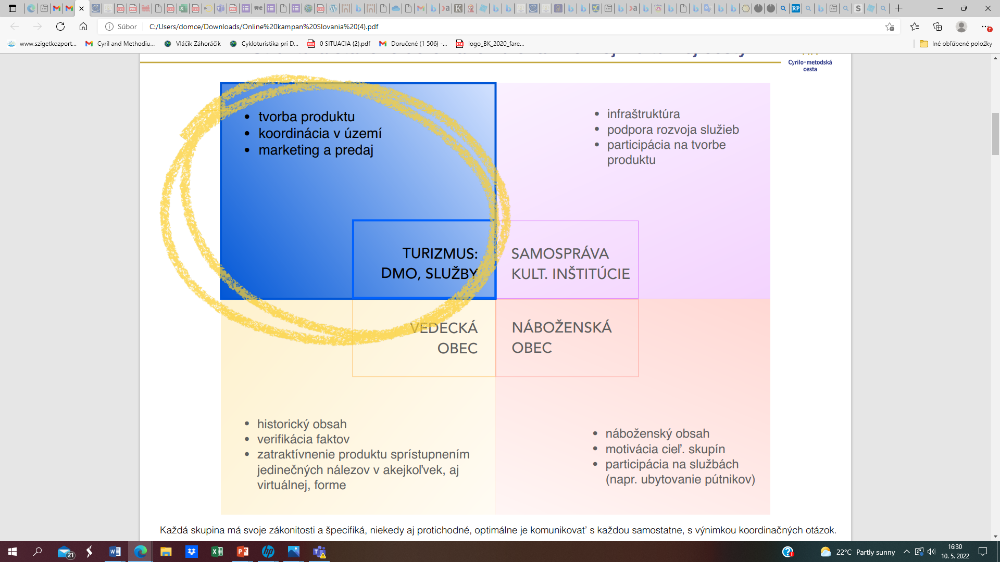 Súbor
C:/Users/domce/Downloads/Online%20kampan%20Slovania%20(4).pdf
www.szigetkozport...
Cyril and Methodiu...
Vláčik Záhoráčik
Cykloturistika pri D...
0 SITUACIA (2).pdf
Doručené (1 506) -...
logo_BK_2020_fare...
Iné obľúbené položky
Cyrilo-metodská
cesta
• tvorba produktu
• koordinácia v území
• marketing a predaj
• infraštruktúra
• podpora rozvoja služieb
• participácia na tvorbe
produktu
TURIZMUS:
DMO, SLUŽBY
SAMOSPRÁVA
KULT. INŠTITÚCIE
VEDECKÁ
OBEC
NÁBOŽENSKÁ
OBEC
• historický obsah
• verifikácia faktov
• zatraktívnenie produktu sprístupnením
jedinečných nálezov v akejkoľvek, aj
virtuálnej, forme
• náboženský obsah
• motivácia cieľ. skupín
• participácia na službách
(napr. ubytovanie pútnikov)
Každá skupina má svoje zákonitosti a špecifiká, niekedy aj protichodné, optimálne je komunikovať s každou samostatne, s výnimkou koordinačných otázok.
21
22°C Partly sunny
16:30
10. 5. 2022